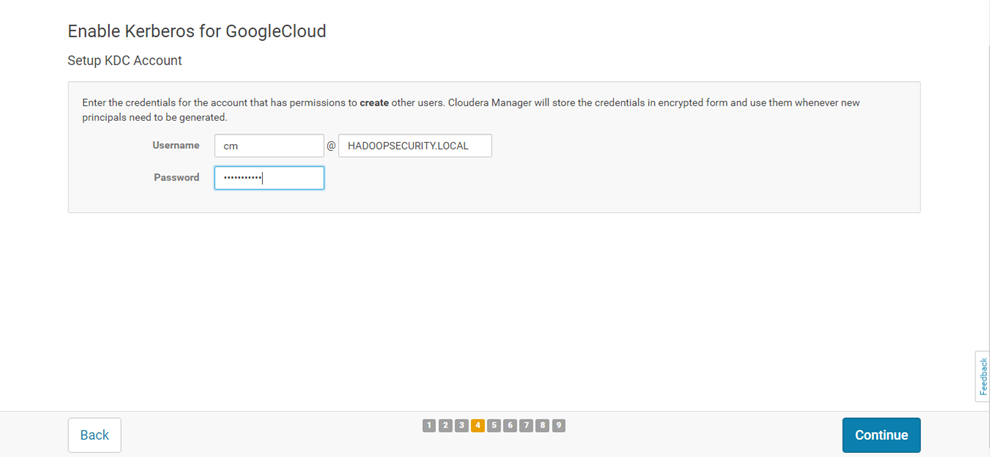 Enable Kerberos for GoogleCloud
Setup KDC Account
Enter the credentials for the account that has permissions to create other users. Cloudera Manager will store the credentials in encrypted form and use them whenever new
principals need to be generated.
Username cm @ HADOOPSECURITY.LOCAL
Password •••••••••••
Feedback
Back 1 2 3 4 5 6 7 8 9 Continue